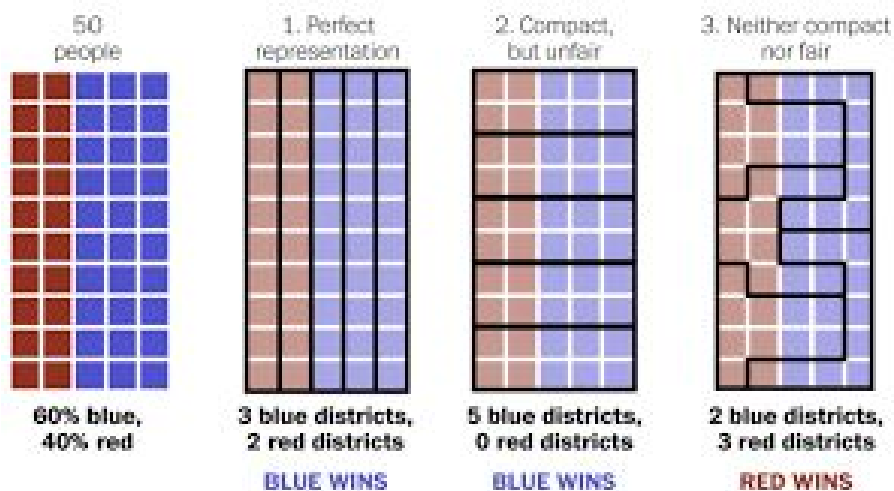 50
people
60% blue,
40% red
1. Perfect
representation
3 blue districts,
2 red districts
BLUE WINS
2. Compact,
but unfair
5 blue districts,
0 red districts
BLUE WINS
3. Neither compact
nor fair
2 blue districts,
3 red districts
RED WINS